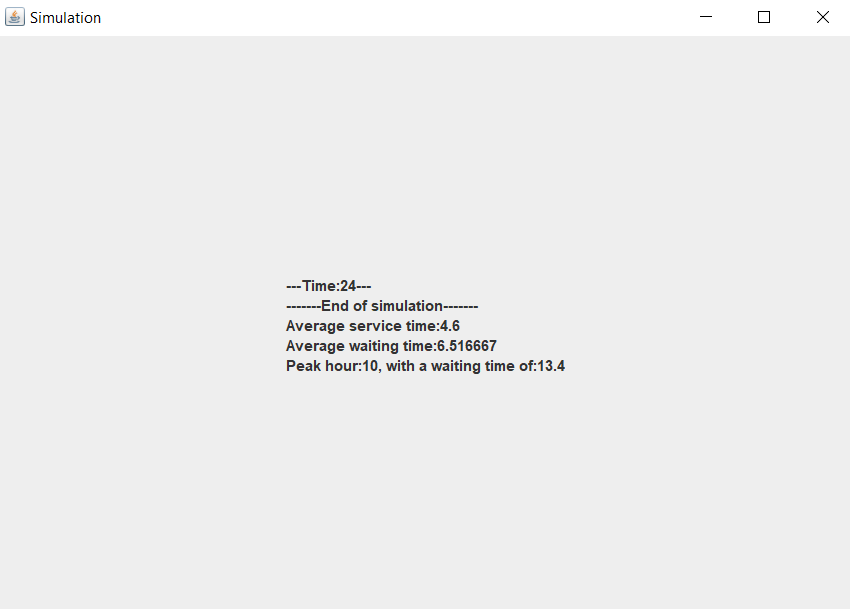 Simulation
---Time:24---
-------End of simulation-------
Average service time:4.6
Average waiting time:6.516667
Peak hour:10, with a waiting time of:13.4